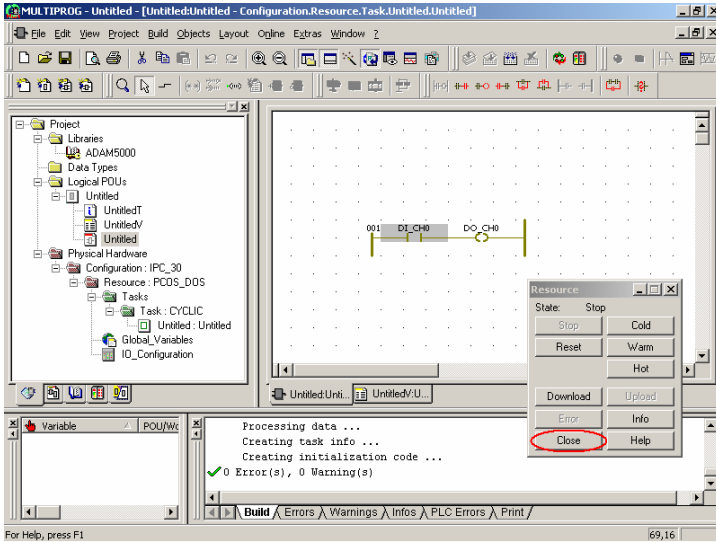 MULTIPROG - Untitled - [Untitled:Untitled - Configuration.Resource.Task.Untitled.Untitled]
File Edit View Project Build Objects Layout Online Extras Window ?
Project
Libraries
ADAM5000
Data Types
Logical POUs
Untitled
UntitledT
UntitledV
Untitled
Physical Hardware
Configuration : IPC_30
Resource : PCOS_DOS
Tasks
Task : CYCLIC
Untitled : Untitled
Global_Variables
IO_Configuration
001 DI_CH0 DO_CH0
Untitled:Unti... UntitledV:U...
Resource
State: Stop
Stop Cold
Reset Warm
Hot
Download Upload
Error Info
Close Help
Variable POU/Wo
Processing data ...
Creating task info ...
Creating initialization code ...
0 Error(s), 0 Warning(s)
Build Errors Warnings Infos PLC Errors Print
For Help, press F1 69,16